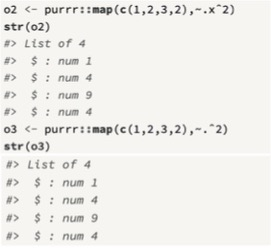 o2 <- purrr::map(c(1,2,3,2),~.x^2)
str(o2)
#> List of 4
#> $ : num 1
#> $ : num 4
#> $ : num 9
#> $ : num 4
o3 <- purrr::map(c(1,2,3,2),~.^2)
str(o3)
#> List of 4
#> $ : num 1
#> $ : num 4
#> $ : num 9
#> $ : num 4